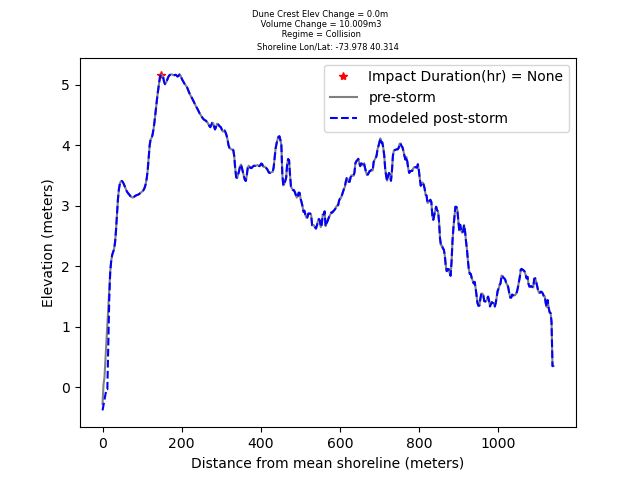 Dune Crest Elev Change = 0.0m
Volume Change = 10.009m3
Regime = Collision
Shoreline Lon/Lat: -73.978 40.314
Impact Duration(hr) = None
pre-storm
modeled post-storm
5
4
3
2
1
0
Elevation (meters)
0 200 400 600 800 1000
Distance from mean shoreline (meters)